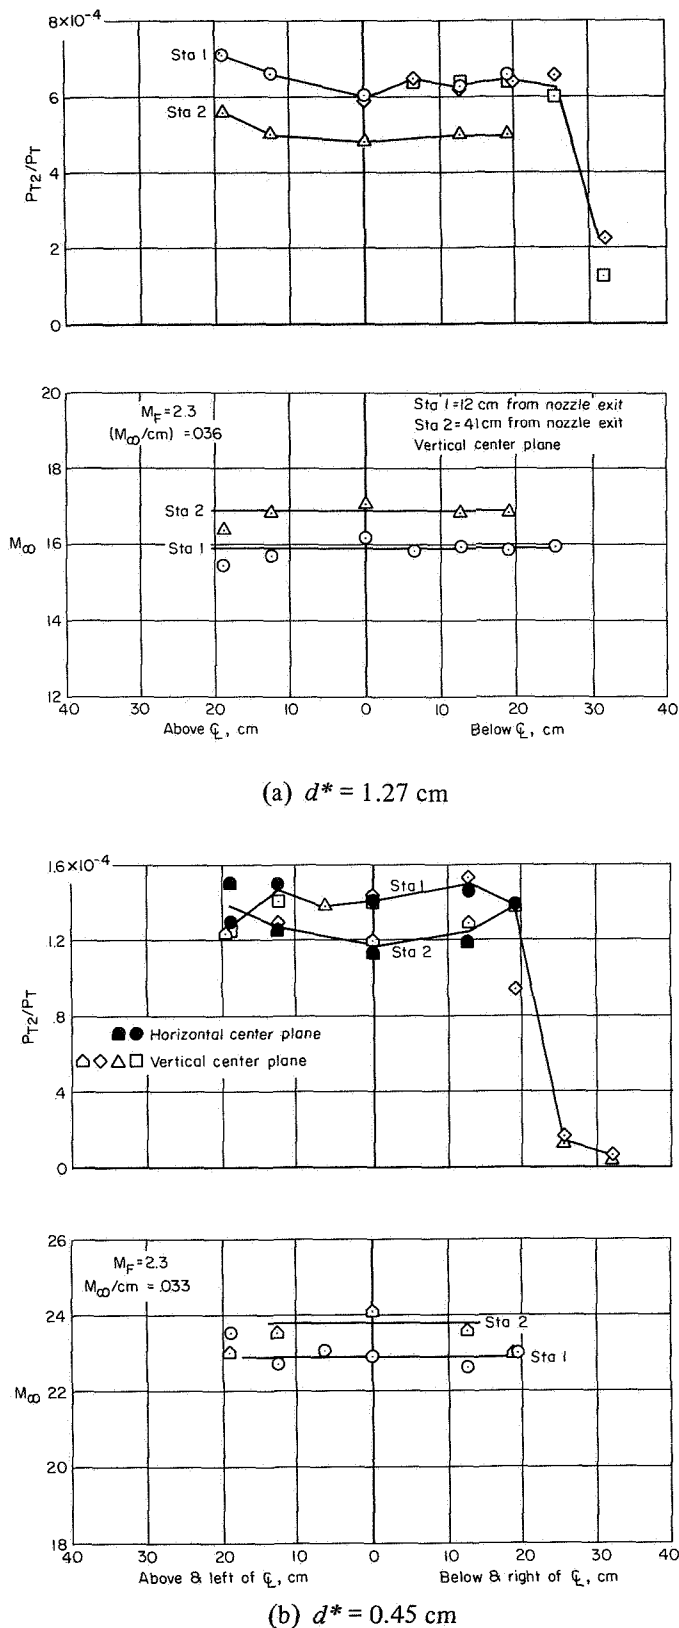 8×10⁻⁴
Sta 1
6
Sta 2
4
P_T2/P_T
2
0
20
M_F = 2.3
(M_∞/cm) = .036
Sta 1 = 12 cm from nozzle exit
Sta 2 = 41 cm from nozzle exit
Vertical center plane
18
Sta 2
M_∞ 16
Sta 1
14
12
40 30 20 10 0 10 20 30 40
Above ℄, cm Below ℄, cm
(a) d* = 1.27 cm
1.6×10⁻⁴
Sta 1
1.2
Sta 2
P_T2/P_T
.8
Horizontal center plane
Vertical center plane
.4
0
26
M_F = 2.3
M_∞/cm = .033
24
Sta 2
Sta 1
M_∞ 22
20
18
40 30 20 10 0 10 20 30 40
Above & left of ℄, cm Below & right of ℄, cm
(b) d* = 0.45 cm